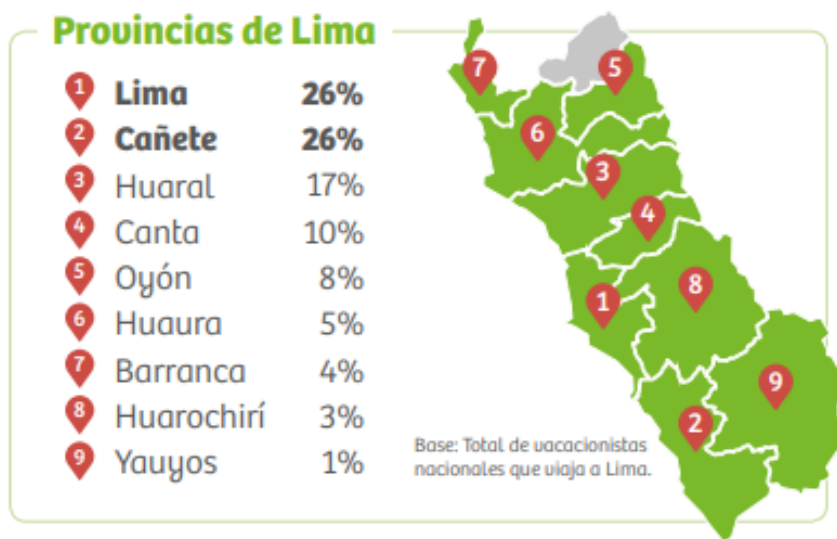 Provincias de Lima
1 Lima 26%
2 Cañete 26%
3 Huaral 17%
4 Canta 10%
5 Oyón 8%
6 Huaura 5%
7 Barranca 4%
8 Huarochirí 3%
9 Yauyos 1%
7
5
6
3
4
8
1
9
2
Base: Total de vacacionistas
nacionales que viaja a Lima.